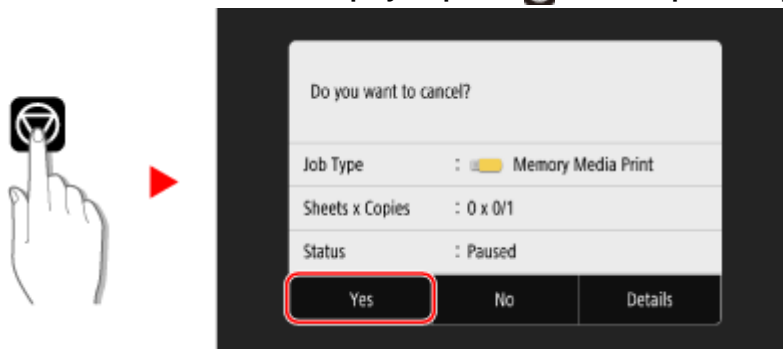 Do you want to cancel?
Job Type : Memory Media Print
Sheets x Copies : 0 x 0/1
Status : Paused
Yes No Details